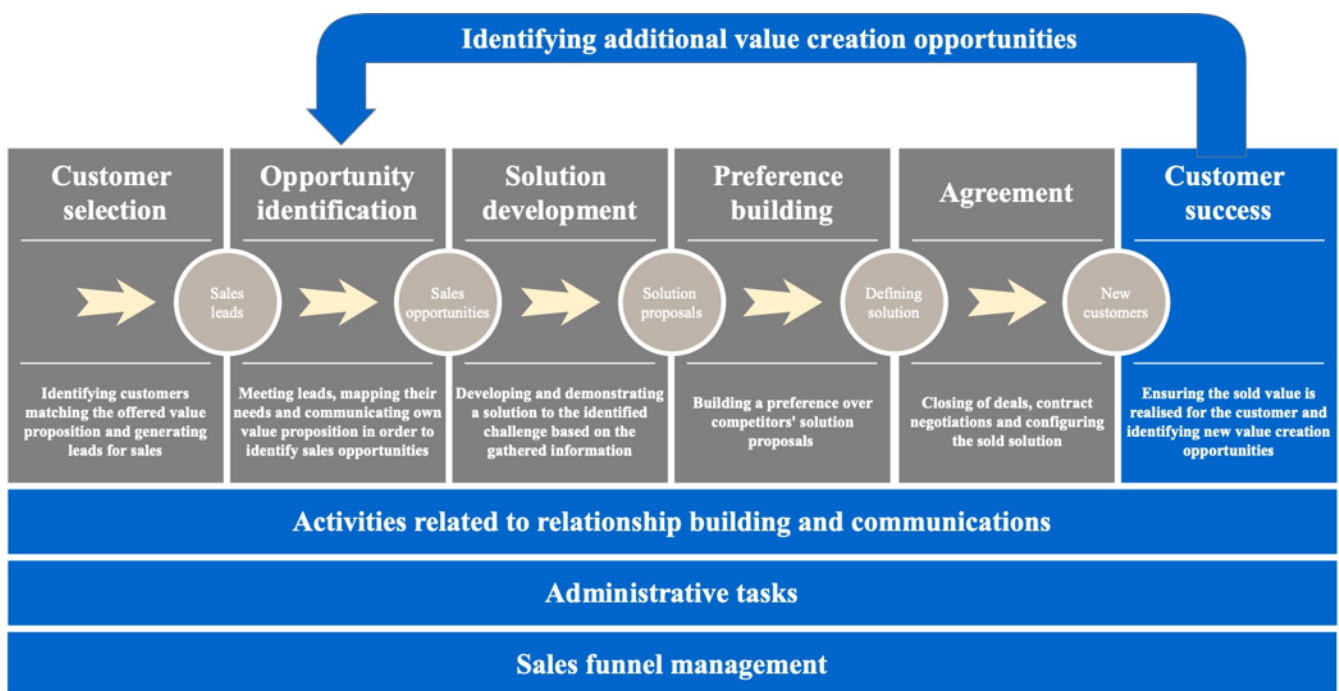 Identifying additional value creation opportunities
Customer
selection
Opportunity
identification
Solution
development
Preference
building
Agreement
Customer
success
Sales
leads
Sales
opportunities
Solution
proposals
Defining
solution
New
customers
Identifying customers
matching the offered value
proposition and generating
leads for sales
Meeting leads, mapping their
needs and communicating own
value proposition in order to
identify sales opportunities
Developing and demonstrating
a solution to the identified
challenge based on the
gathered information
Building a preference over
competitors' solution
proposals
Closing of deals, contract
negotiations and configuring
the sold solution
Ensuring the sold value is
realised for the customer and
identifying new value creation
opportunities
Activities related to relationship building and communications
Administrative tasks
Sales funnel management